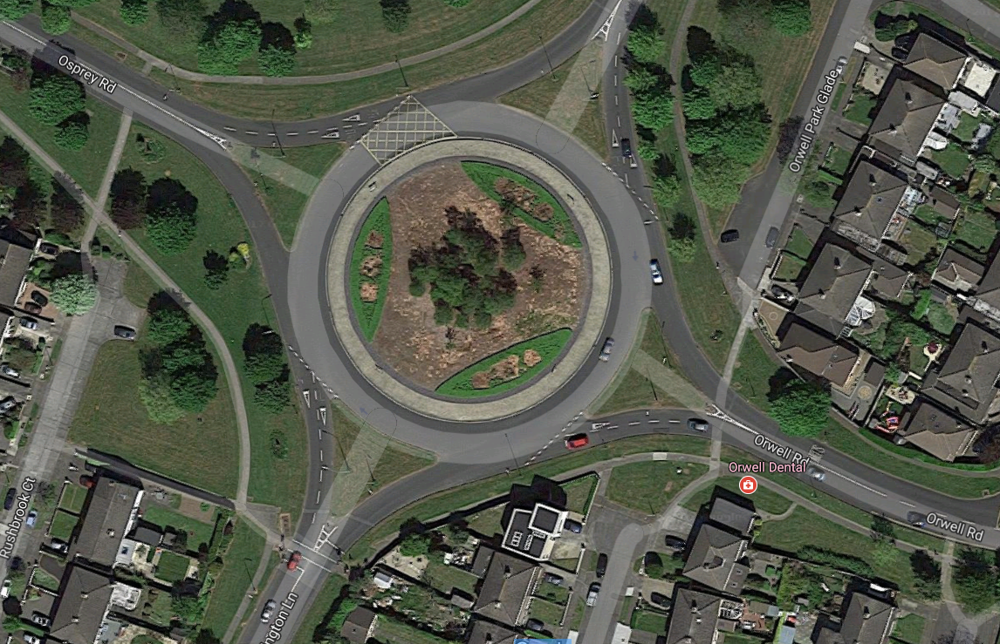 Osprey Rd
Orwell Park Glade
Orwell Rd
Orwell Dental
Orwell Rd
Rushbrook Ct
ngton Ln